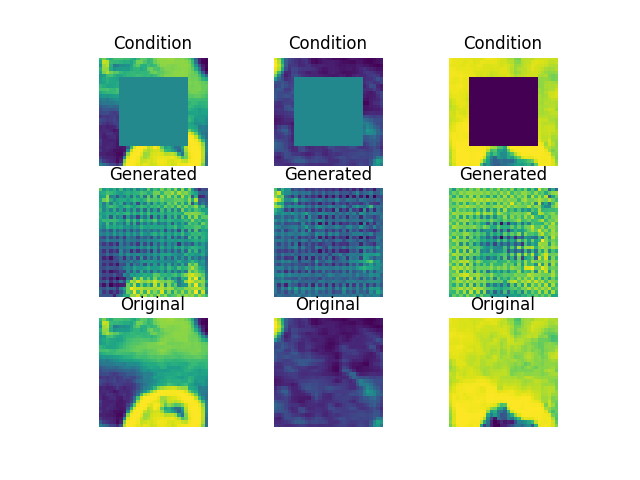 Condition Condition Condition
Generated Generated Generated
Original Original Original